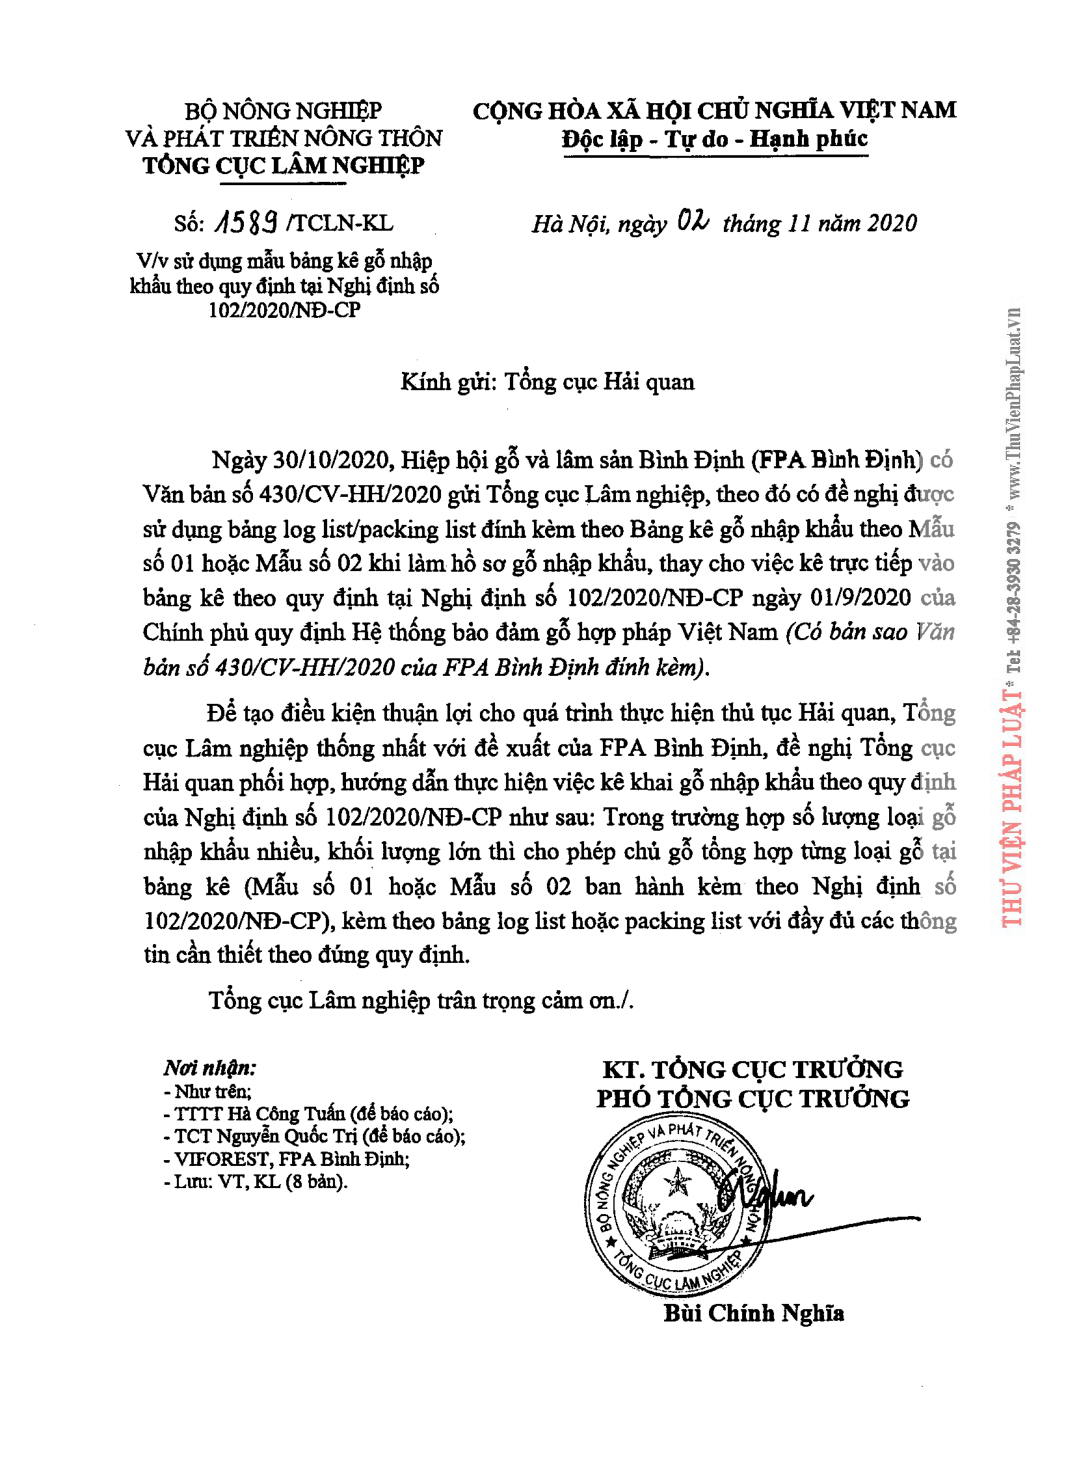 BỘ NÔNG NGHIỆP
VÀ PHÁT TRIỂN NÔNG THÔN
TỔNG CỤC LÂM NGHIỆP
CỘNG HÒA XÃ HỘI CHỦ NGHĨA VIỆT NAM
Độc lập - Tự do - Hạnh phúc
Số: 1589 /TCLN-KL
Hà Nội, ngày 02 tháng 11 năm 2020
V/v sử dụng mẫu bảng kê gỗ nhập
khẩu theo quy định tại Nghị định số
102/2020/NĐ-CP
Kính gửi: Tổng cục Hải quan
Ngày 30/10/2020, Hiệp hội gỗ và lâm sản Bình Định (FPA Bình Định) có
Văn bản số 430/CV-HH/2020 gửi Tổng cục Lâm nghiệp, theo đó có đề nghị được
sử dụng bảng log list/packing list đính kèm theo Bảng kê gỗ nhập khẩu theo Mẫu
số 01 hoặc Mẫu số 02 khi làm hồ sơ gỗ nhập khẩu, thay cho việc kê trực tiếp vào
bảng kê theo quy định tại Nghị định số 102/2020/NĐ-CP ngày 01/9/2020 của
Chính phủ quy định Hệ thống bảo đảm gỗ hợp pháp Việt Nam (Có bản sao Văn
bản số 430/CV-HH/2020 của FPA Bình Định đính kèm).
Để tạo điều kiện thuận lợi cho quá trình thực hiện thủ tục Hải quan, Tổng
cục Lâm nghiệp thống nhất với đề xuất của FPA Bình Định, đề nghị Tổng cục
Hải quan phối hợp, hướng dẫn thực hiện việc kê khai gỗ nhập khẩu theo quy định
của Nghị định số 102/2020/NĐ-CP như sau: Trong trường hợp số lượng loại gỗ
nhập khẩu nhiều, khối lượng lớn thì cho phép chủ gỗ tổng hợp từng loại gỗ tại
bảng kê (Mẫu số 01 hoặc Mẫu số 02 ban hành kèm theo Nghị định số
102/2020/NĐ-CP), kèm theo bảng log list hoặc packing list với đầy đủ các thông
tin cần thiết theo đúng quy định.
Tổng cục Lâm nghiệp trân trọng cảm ơn./.
Nơi nhận:
- Như trên;
- TTTT Hà Công Tuấn (để báo cáo);
- TCT Nguyễn Quốc Trị (để báo cáo);
- VIFOREST, FPA Bình Định;
- Lưu: VT, KL (8 bản).
KT. TỔNG CỤC TRƯỞNG
PHÓ TỔNG CỤC TRƯỞNG
BỘ NÔNG NGHIỆP VÀ PHÁT TRIỂN NÔNG THÔN
★ TỔNG CỤC LÂM NGHIỆP ★
Bùi Chính Nghĩa
THƯ VIỆN PHÁP LUẬT * Tel: +84-28-3930 3279 * www.ThuVienPhapLuat.vn